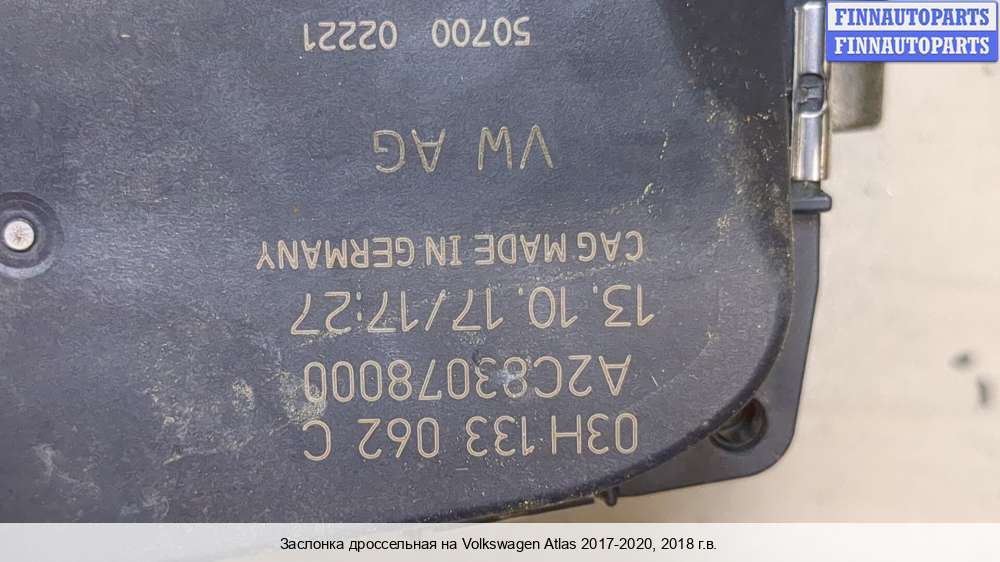 FINNAUTOPARTS
FINNAUTOPARTS
03H 133 062 C
A2C83078000
13.10.17/17:27
CAG MADE IN GERMANY
VW AG
50700 02221
Заслонка дроссельная на Volkswagen Atlas 2017-2020, 2018 г.в.